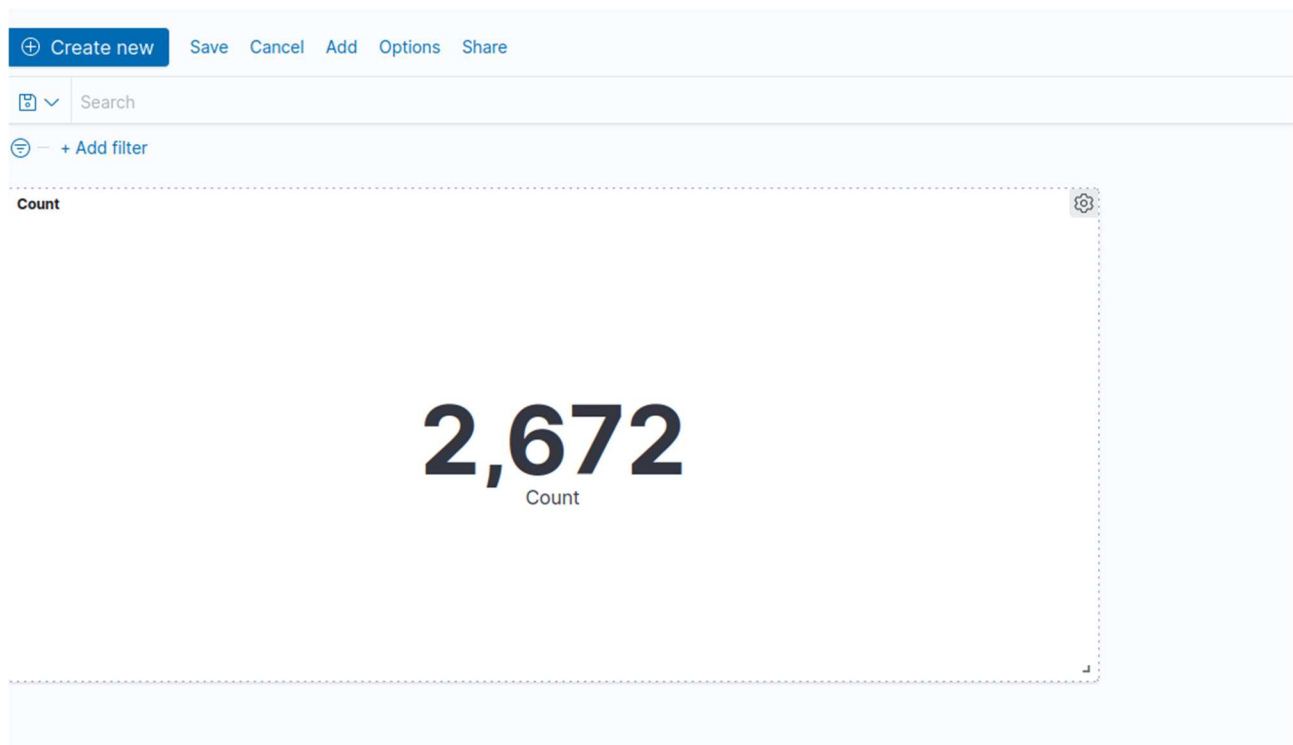 Create new Save Cancel Add Options Share
Search
+ Add filter
Count
2,672
Count